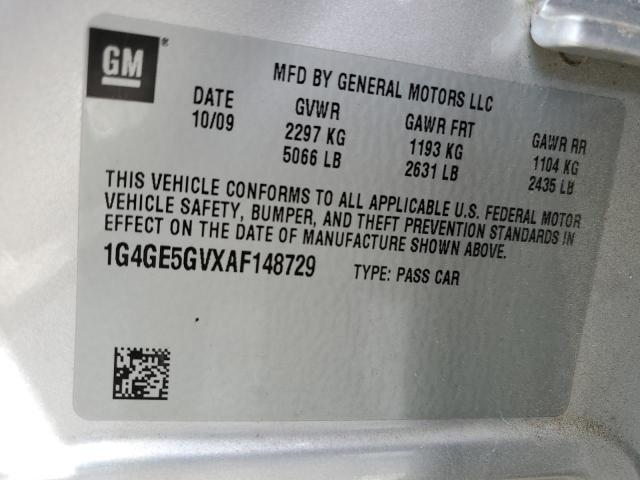 GM®
MFD BY GENERAL MOTORS LLC
DATE GVWR GAWR FRT GAWR RR
10/09 2297 KG 1193 KG 1104 KG
5066 LB 2631 LB 2435 LB
THIS VEHICLE CONFORMS TO ALL APPLICABLE U.S. FEDERAL MOTOR
VEHICLE SAFETY, BUMPER, AND THEFT PREVENTION STANDARDS IN
EFFECT ON THE DATE OF MANUFACTURE SHOWN ABOVE.
1G4GE5GVXAF148729 TYPE: PASS CAR